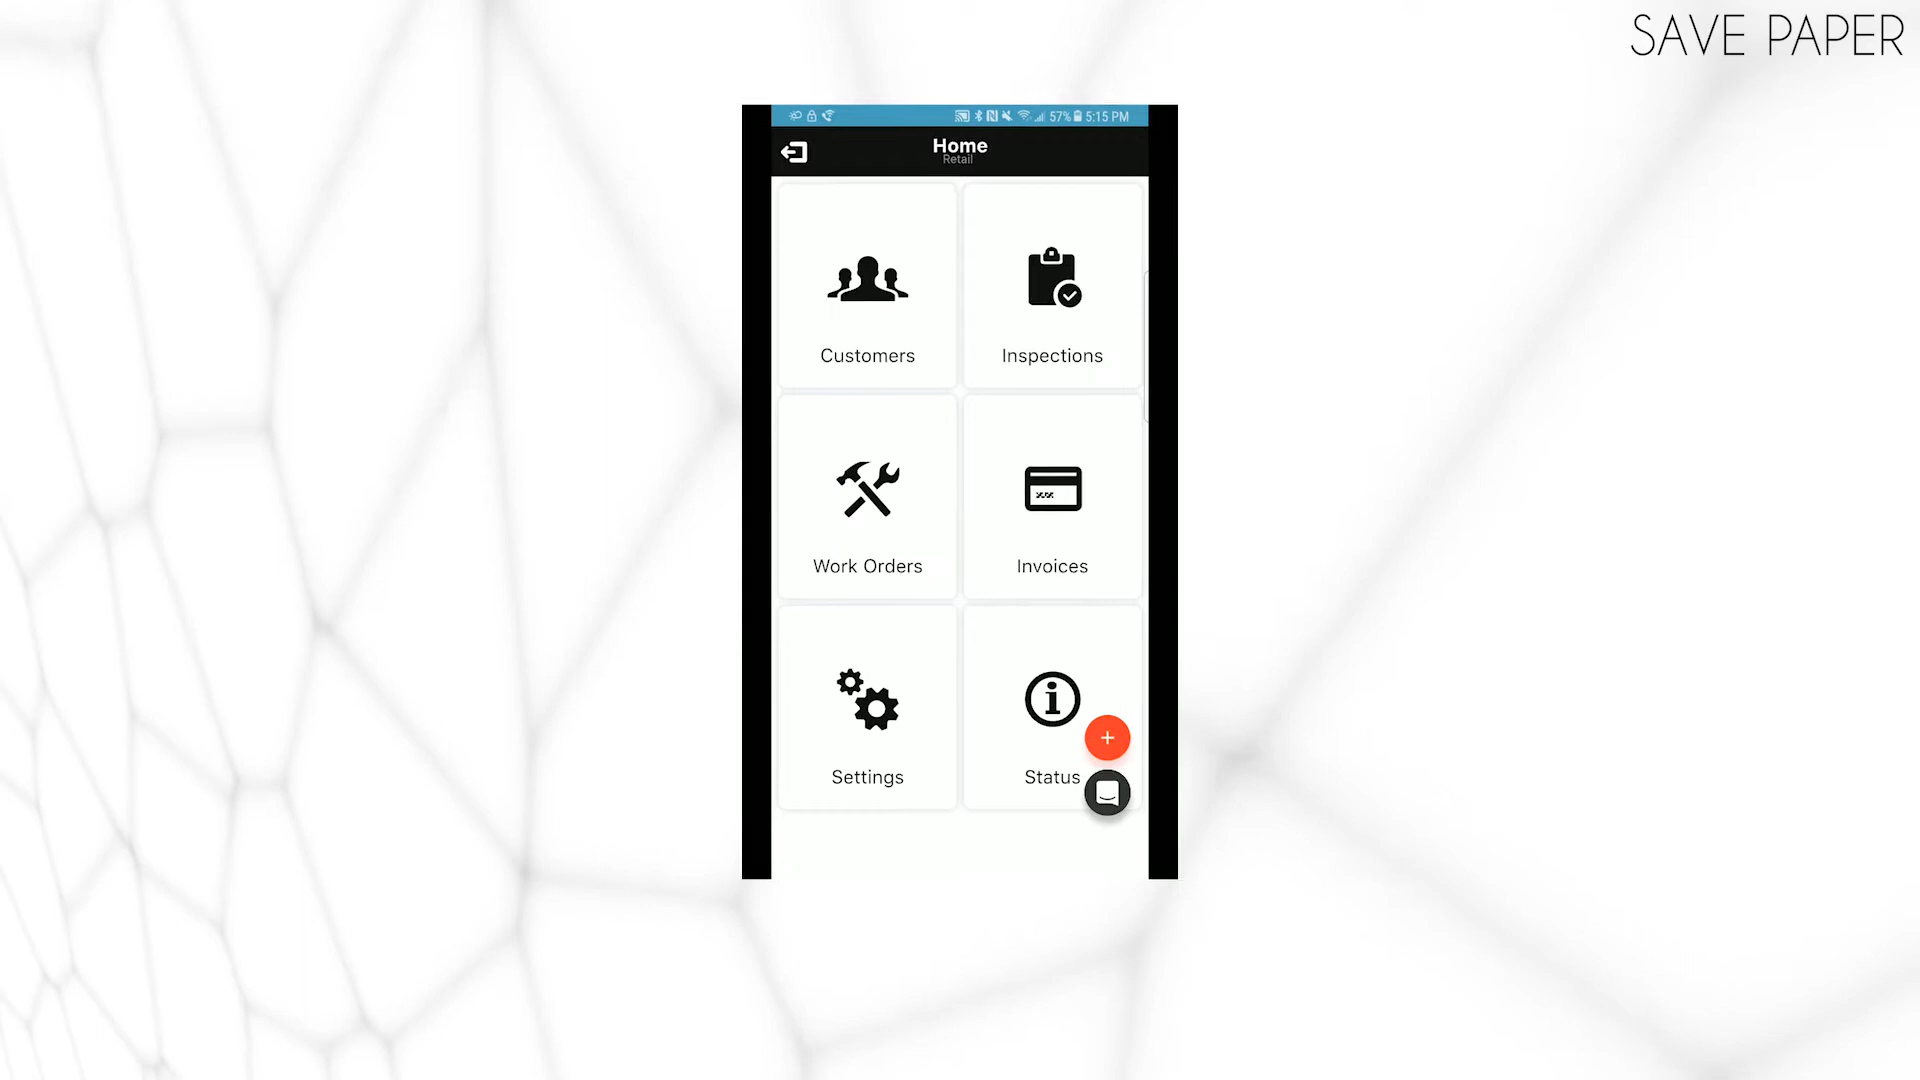 SAVE PAPER
57% 5:15 PM
Home
Retail
Customers
Inspections
Work Orders
Invoices
Settings
Status